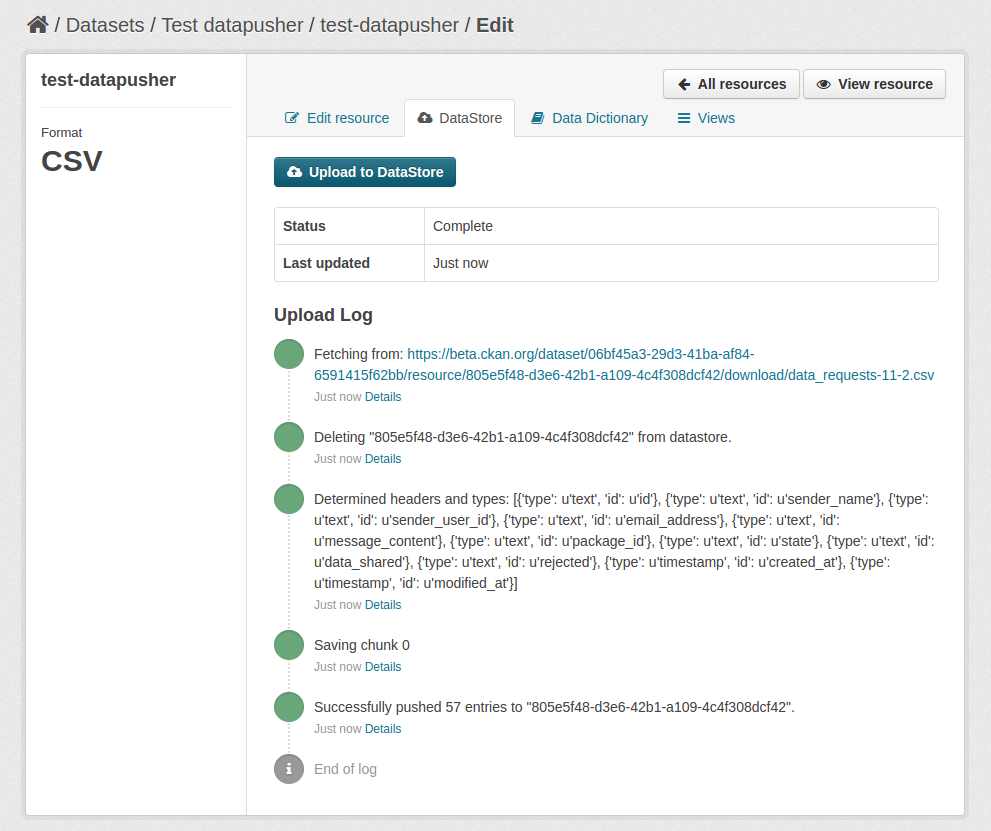 / Datasets / Test datapusher / test-datapusher / Edit
test-datapusher
Format
CSV
All resources
View resource
Edit resource
DataStore
Data Dictionary
Views
Upload to DataStore
Status Complete
Last updated Just now
Upload Log
Fetching from: https://beta.ckan.org/dataset/06bf45a3-29d3-41ba-af84-
6591415f62bb/resource/805e5f48-d3e6-42b1-a109-4c4f308dcf42/download/data_requests-11-2.csv
Just now Details
Deleting "805e5f48-d3e6-42b1-a109-4c4f308dcf42" from datastore.
Just now Details
Determined headers and types: [{'type': u'text', 'id': u'id'}, {'type': u'text', 'id': u'sender_name'}, {'type':
u'text', 'id': u'sender_user_id'}, {'type': u'text', 'id': u'email_address'}, {'type': u'text', 'id':
u'message_content'}, {'type': u'text', 'id': u'package_id'}, {'type': u'text', 'id': u'state'}, {'type': u'text', 'id':
u'data_shared'}, {'type': u'text', 'id': u'rejected'}, {'type': u'timestamp', 'id': u'created_at'}, {'type':
u'timestamp', 'id': u'modified_at'}]
Just now Details
Saving chunk 0
Just now Details
Successfully pushed 57 entries to "805e5f48-d3e6-42b1-a109-4c4f308dcf42".
Just now Details
End of log